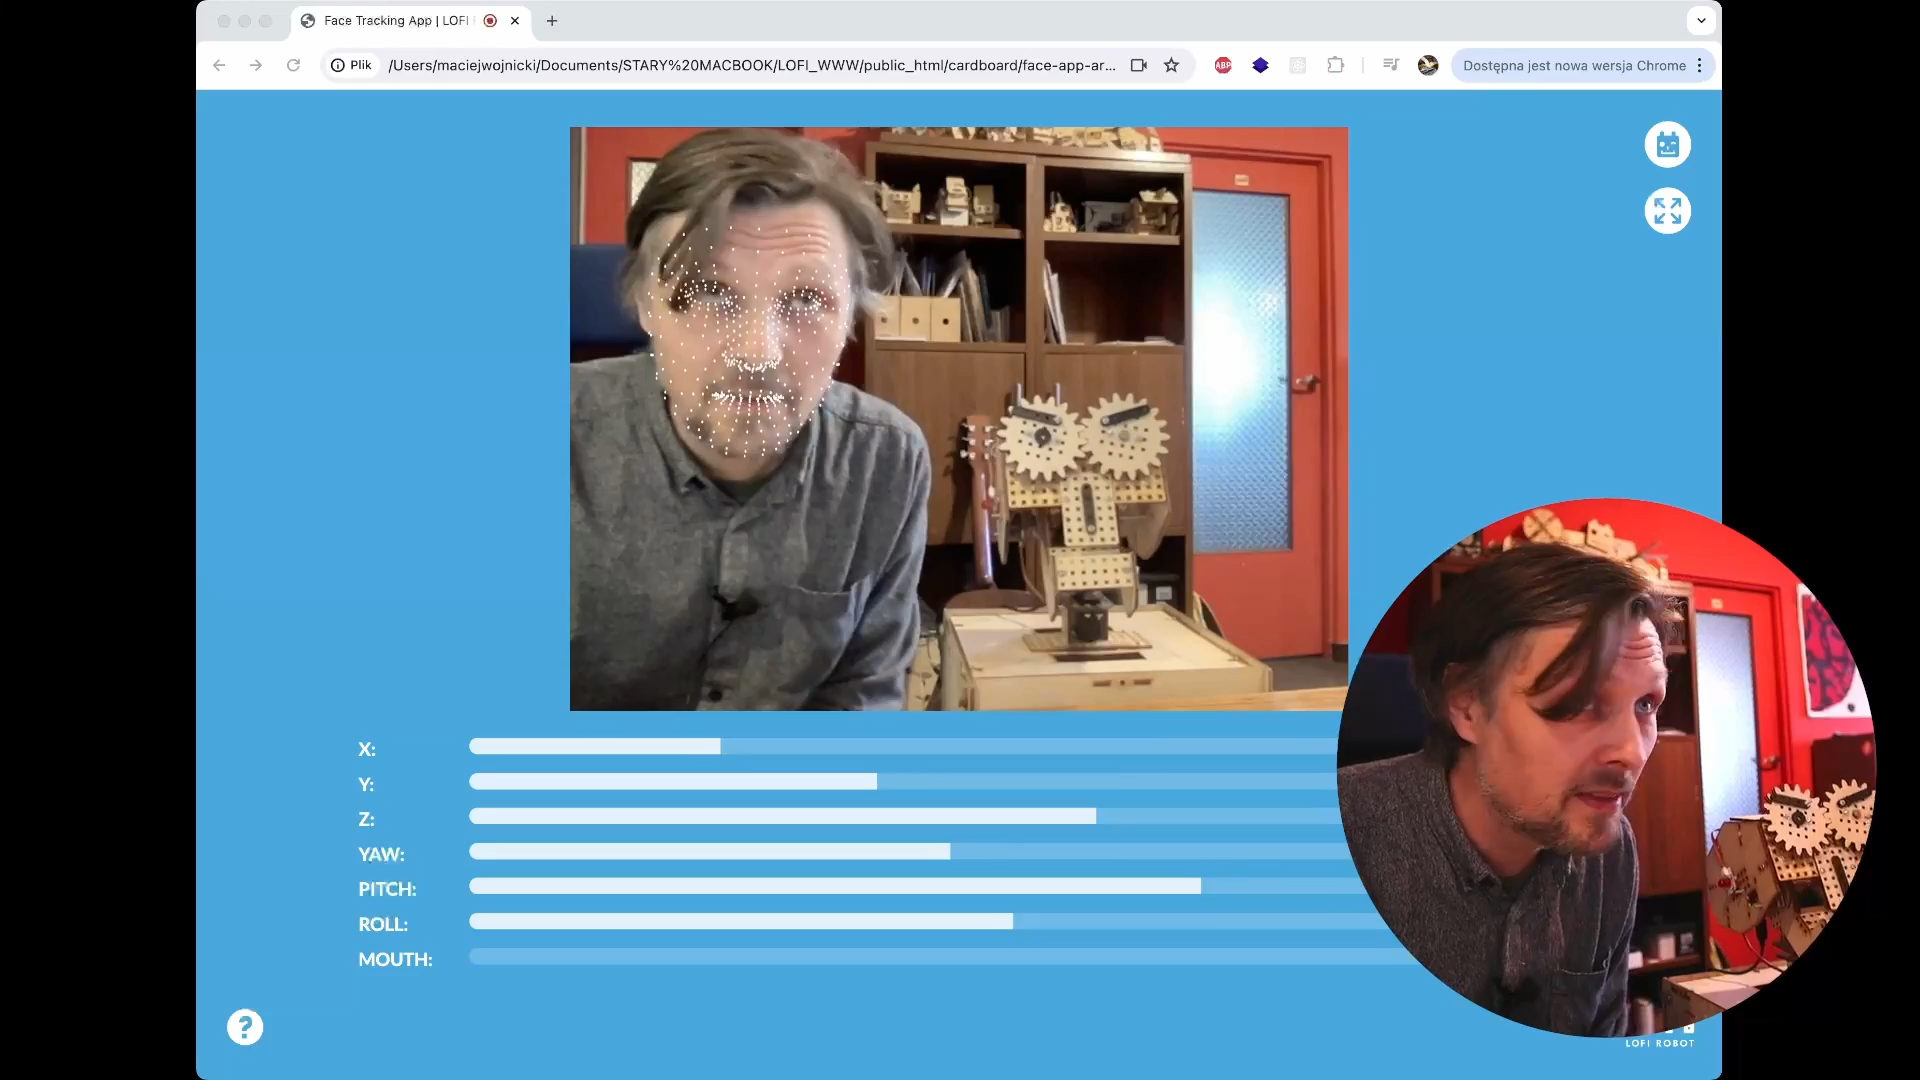 Face Tracking App | LOFI
Plik
/Users/maciejwojnicki/Documents/STARY%20MACBOOK/LOFI_WWW/public_html/cardboard/face-app-ar...
ABP
Dostępna jest nowa wersja Chrome
X:
Y:
Z:
YAW:
PITCH:
ROLL:
MOUTH:
?
LOFI ROBOT